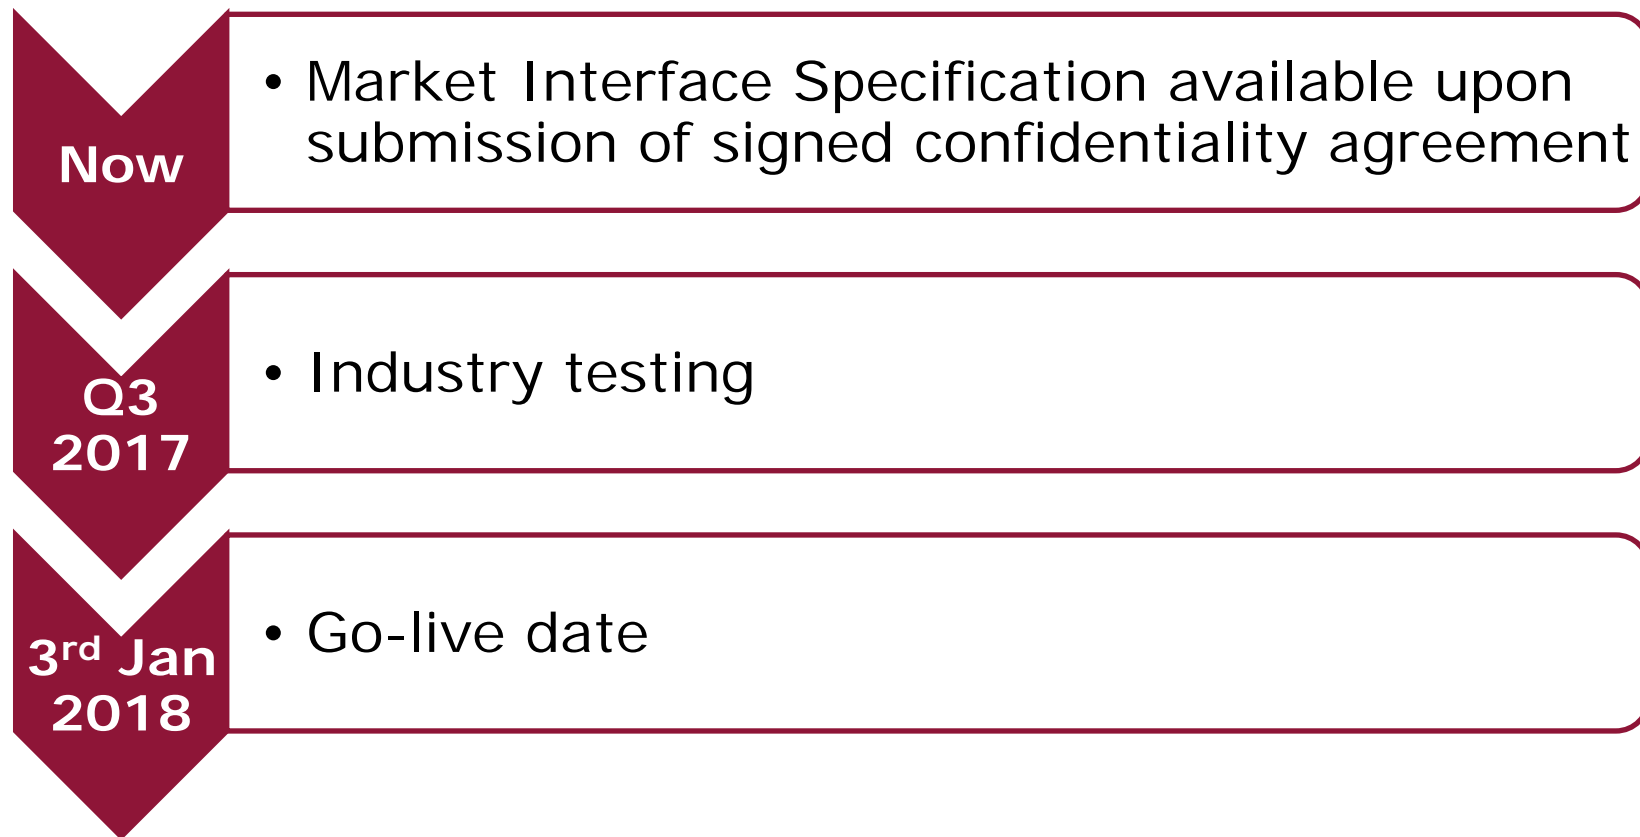 Now
• Market Interface Specification available upon
submission of signed confidentiality agreement
Q3
2017
• Industry testing
3rd Jan
2018
• Go-live date